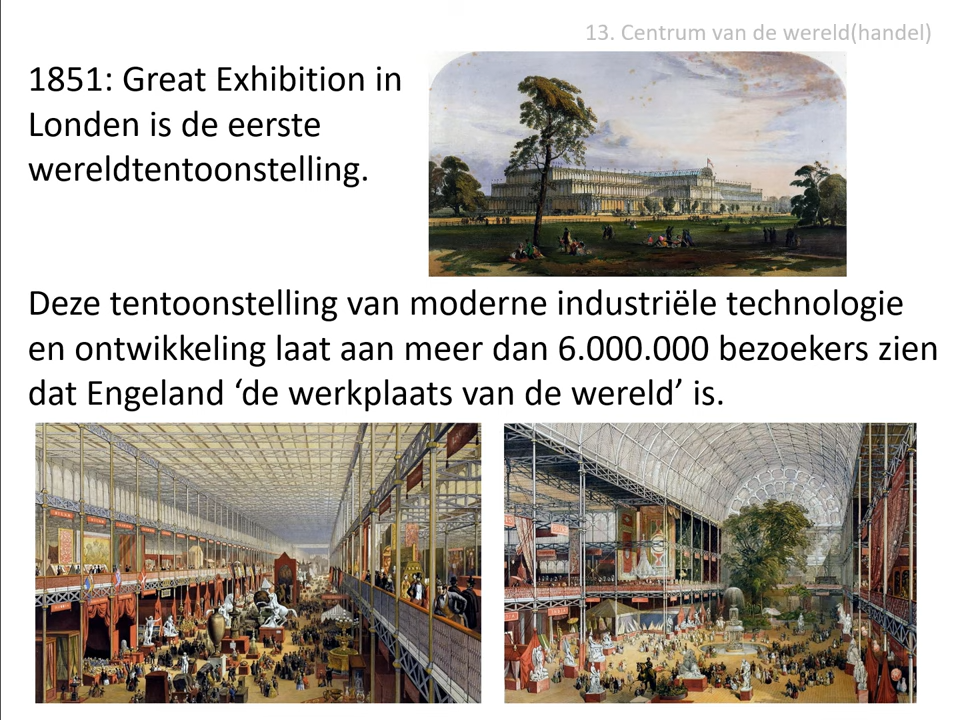 13. Centrum van de wereld(handel)
1851: Great Exhibition in
Londen is de eerste
wereldtentoonstelling.
Deze tentoonstelling van moderne industriële technologie
en ontwikkeling laat aan meer dan 6.000.000 bezoekers zien
dat Engeland ‘de werkplaats van de wereld’ is.